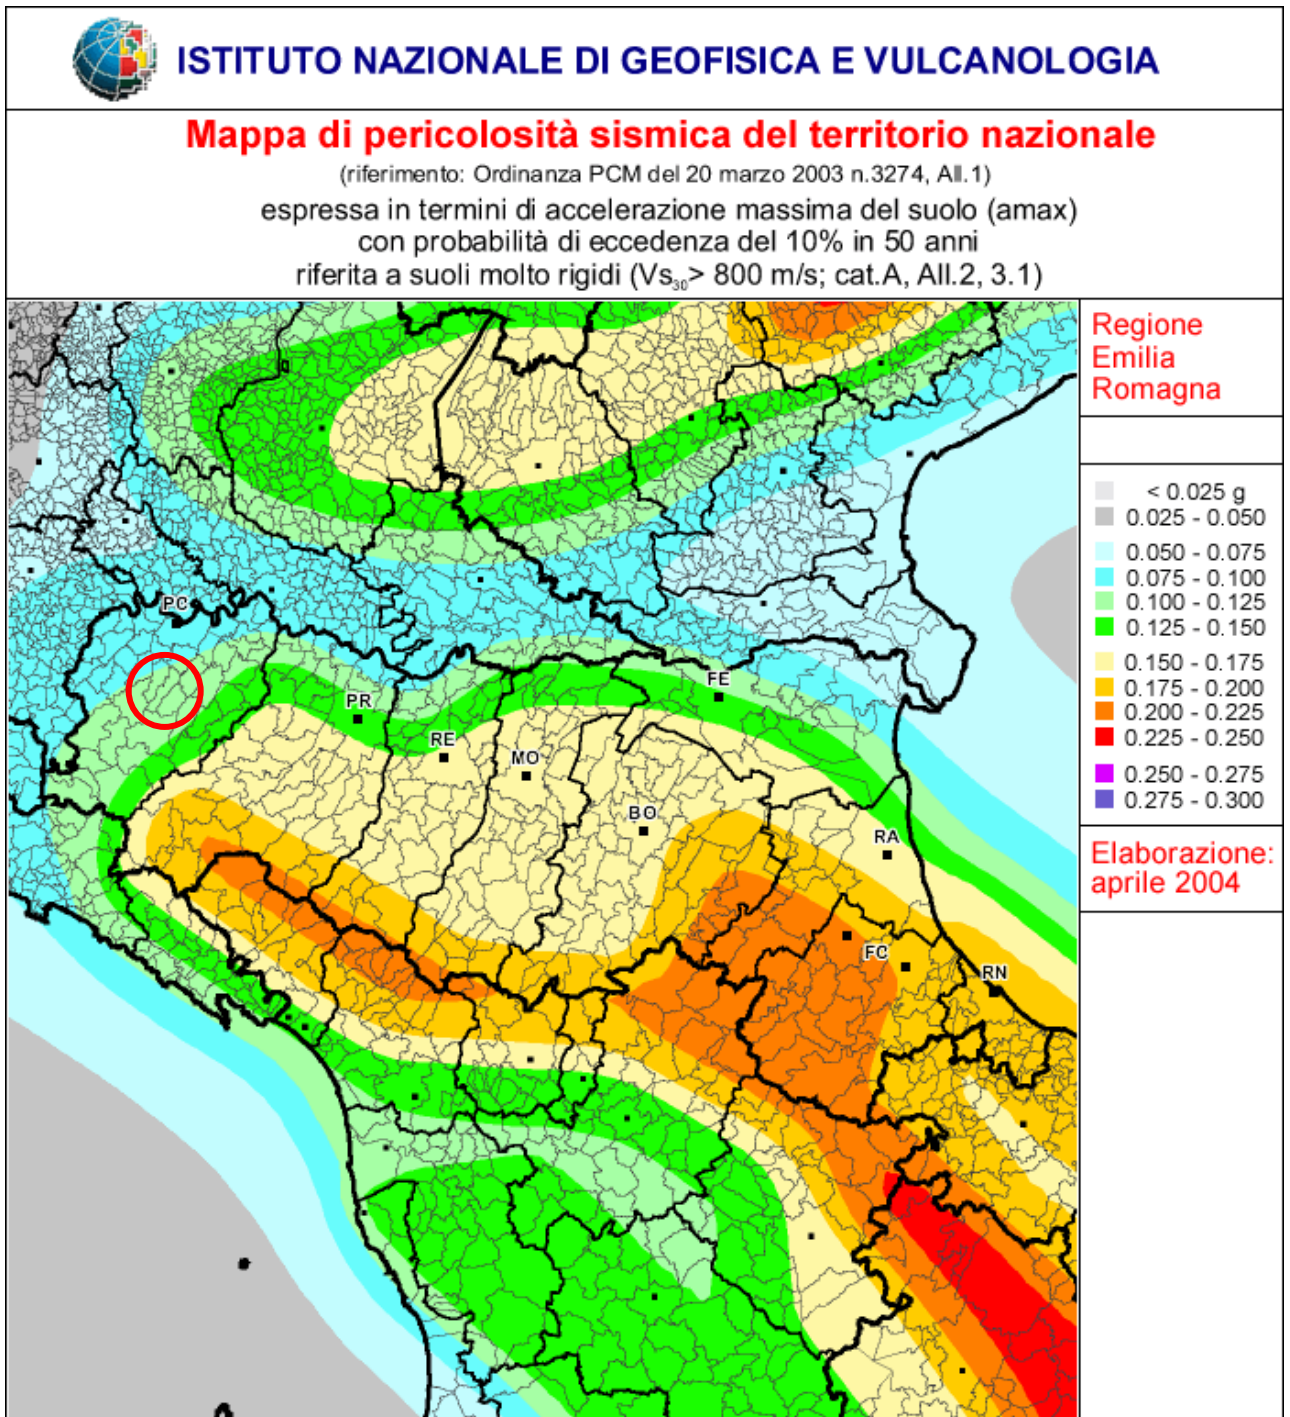 ISTITUTO NAZIONALE DI GEOFISICA E VULCANOLOGIA
Mappa di pericolosità sismica del territorio nazionale
(riferimento: Ordinanza PCM del 20 marzo 2003 n.3274, All.1)
espressa in termini di accelerazione massima del suolo (amax)
con probabilità di eccedenza del 10% in 50 anni
riferita a suoli molto rigidi (Vs₃₀> 800 m/s; cat.A, All.2, 3.1)
Regione
Emilia
Romagna
< 0.025 g
0.025 - 0.050
0.050 - 0.075
0.075 - 0.100
0.100 - 0.125
0.125 - 0.150
0.150 - 0.175
0.175 - 0.200
0.200 - 0.225
0.225 - 0.250
0.250 - 0.275
0.275 - 0.300
Elaborazione:
aprile 2004
PC
PR
RE
MO
FE
BO
RA
FC
RN